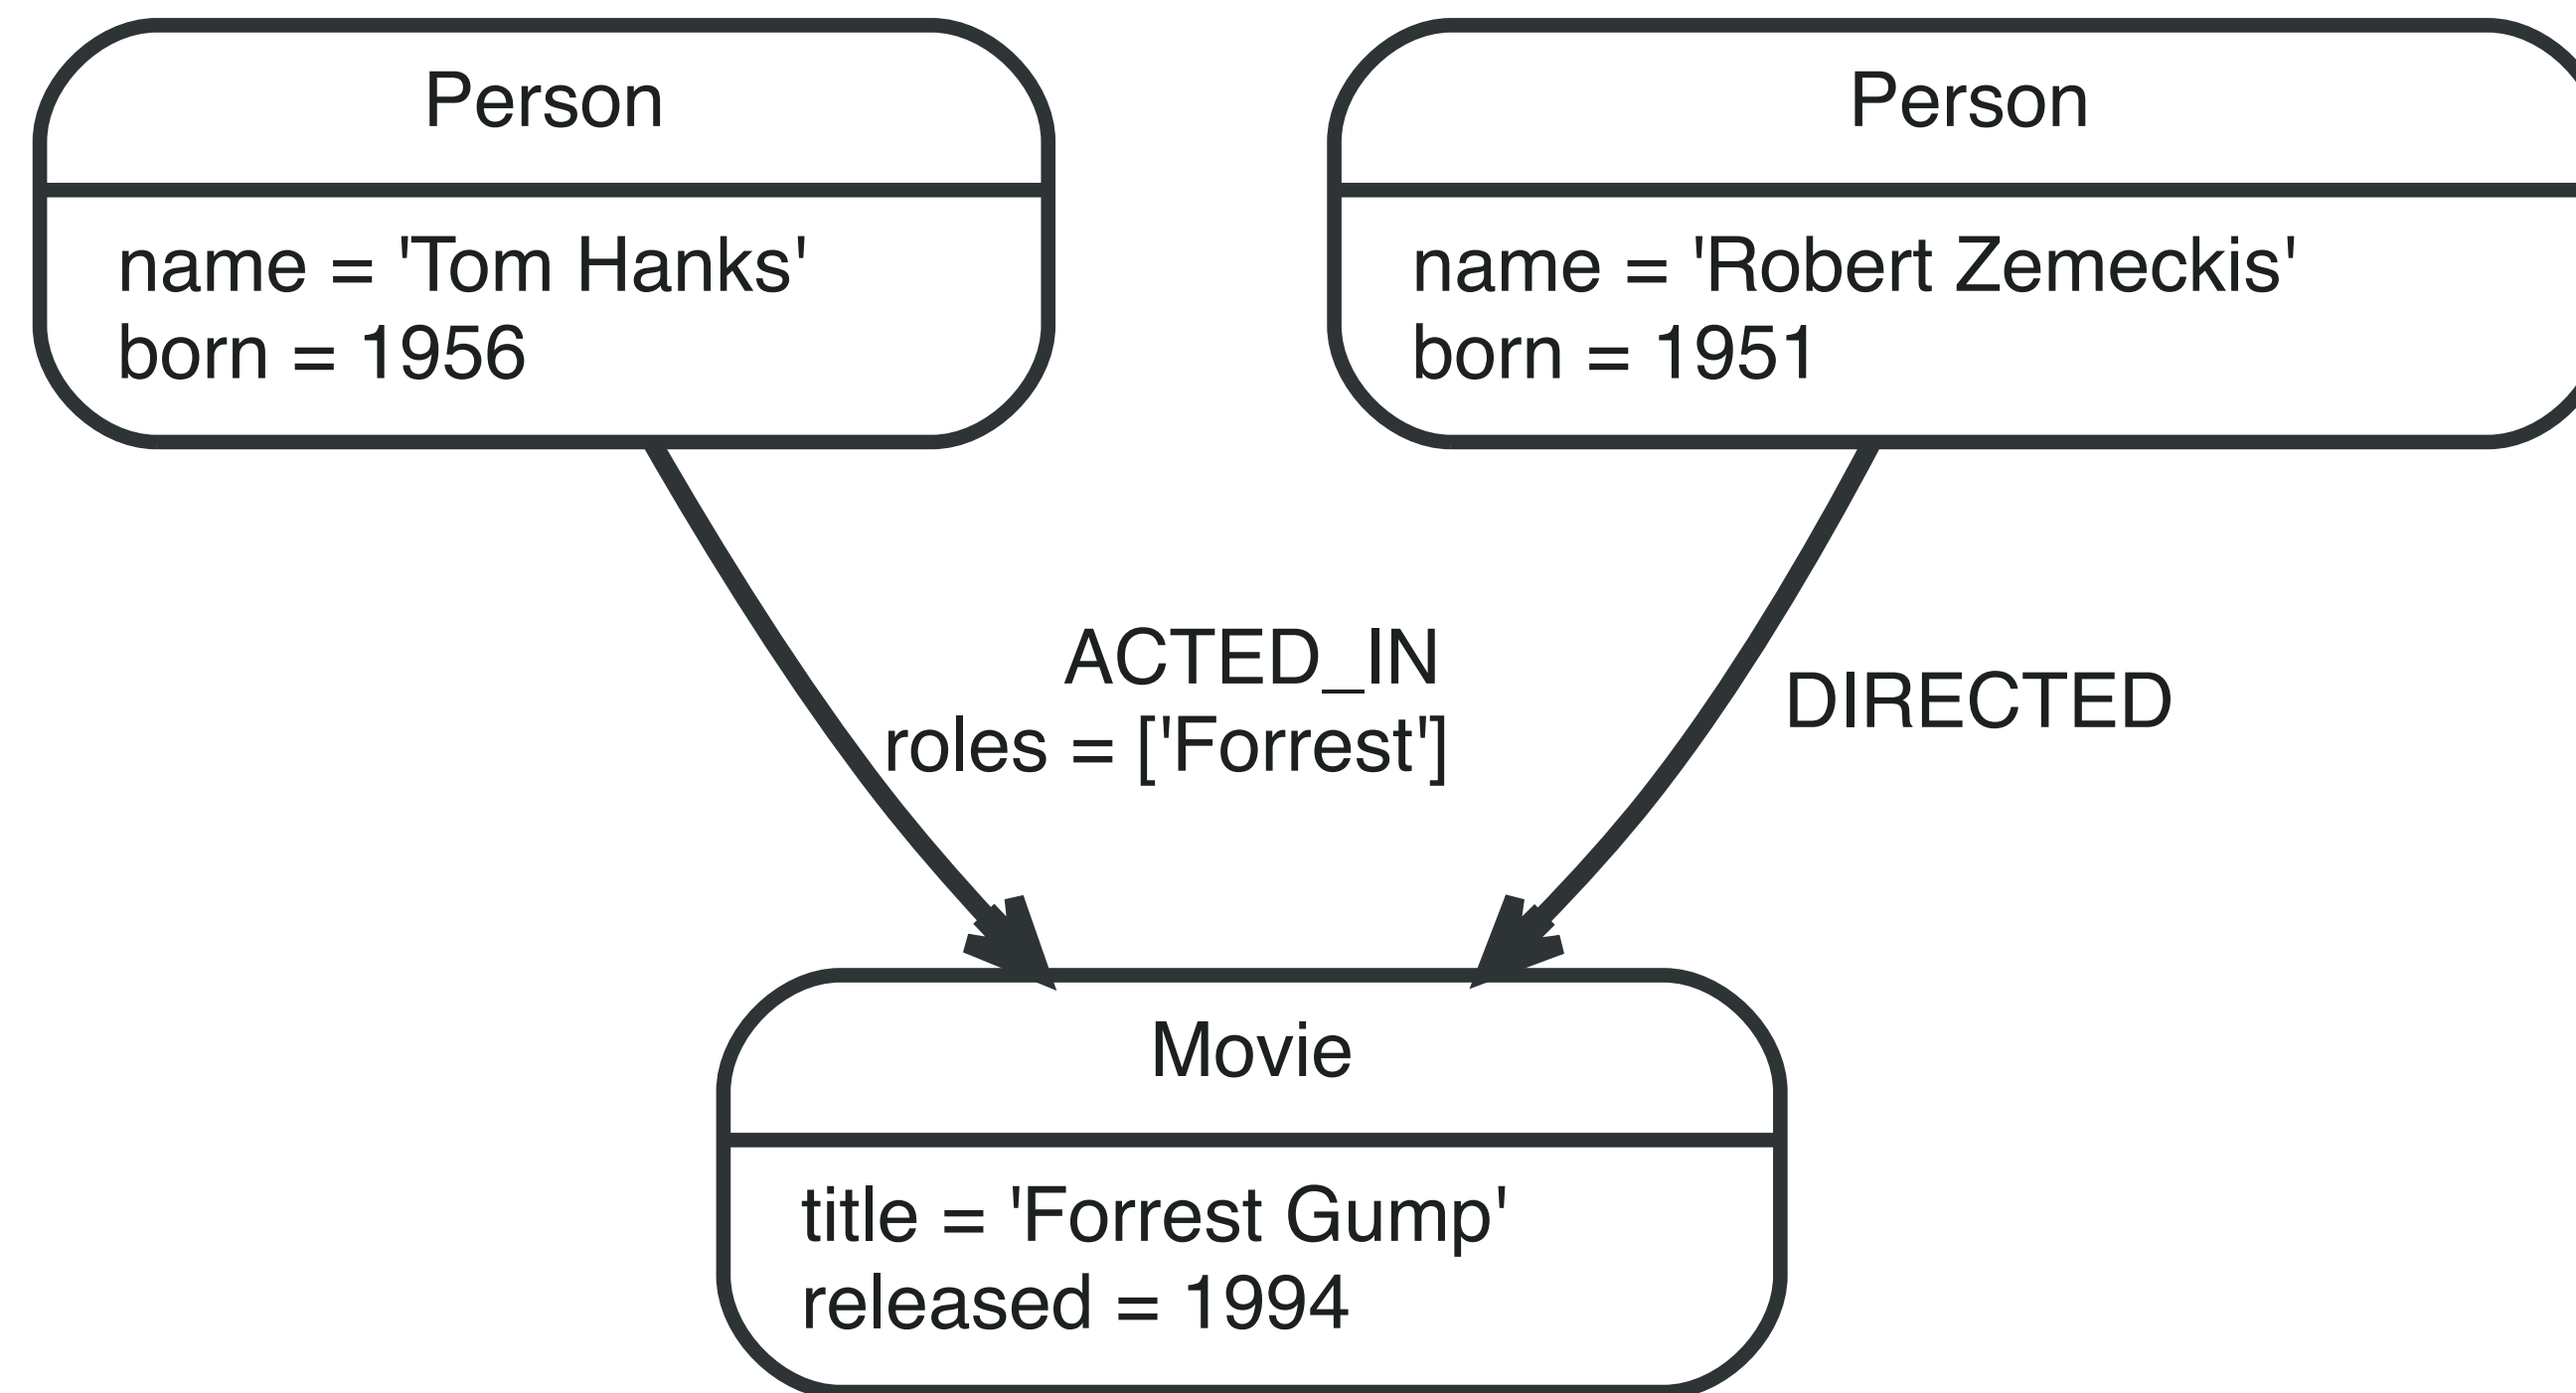 Person
name = 'Tom Hanks'
born = 1956
Person
name = 'Robert Zemeckis'
born = 1951
ACTED_IN
roles = ['Forrest']
DIRECTED
Movie
title = 'Forrest Gump'
released = 1994